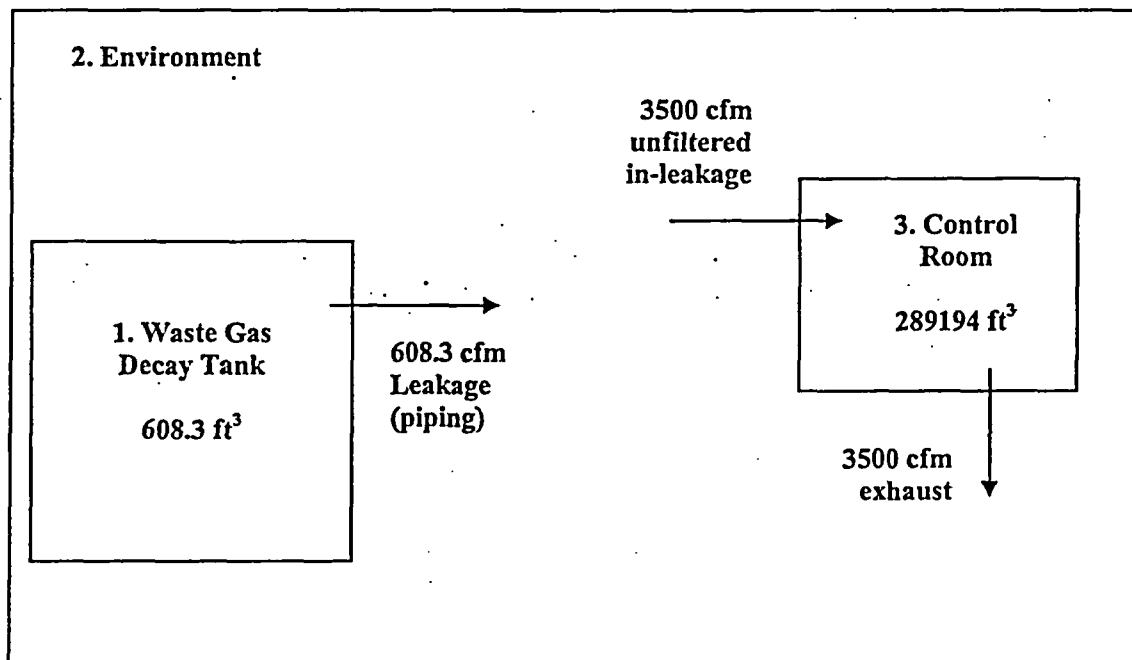 2. Environment
3500 cfm
unfiltered
in-leakage
3. Control
Room
289194 ft³
1. Waste Gas
Decay Tank
608.3 ft³
608.3 cfm
Leakage
(piping)
3500 cfm
exhaust